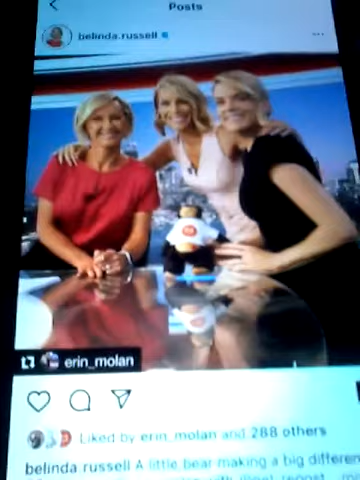 Posts
belinda.russell
erin_molan
Liked by erin_molan and 288 others
belinda russell A little bear making a big differen